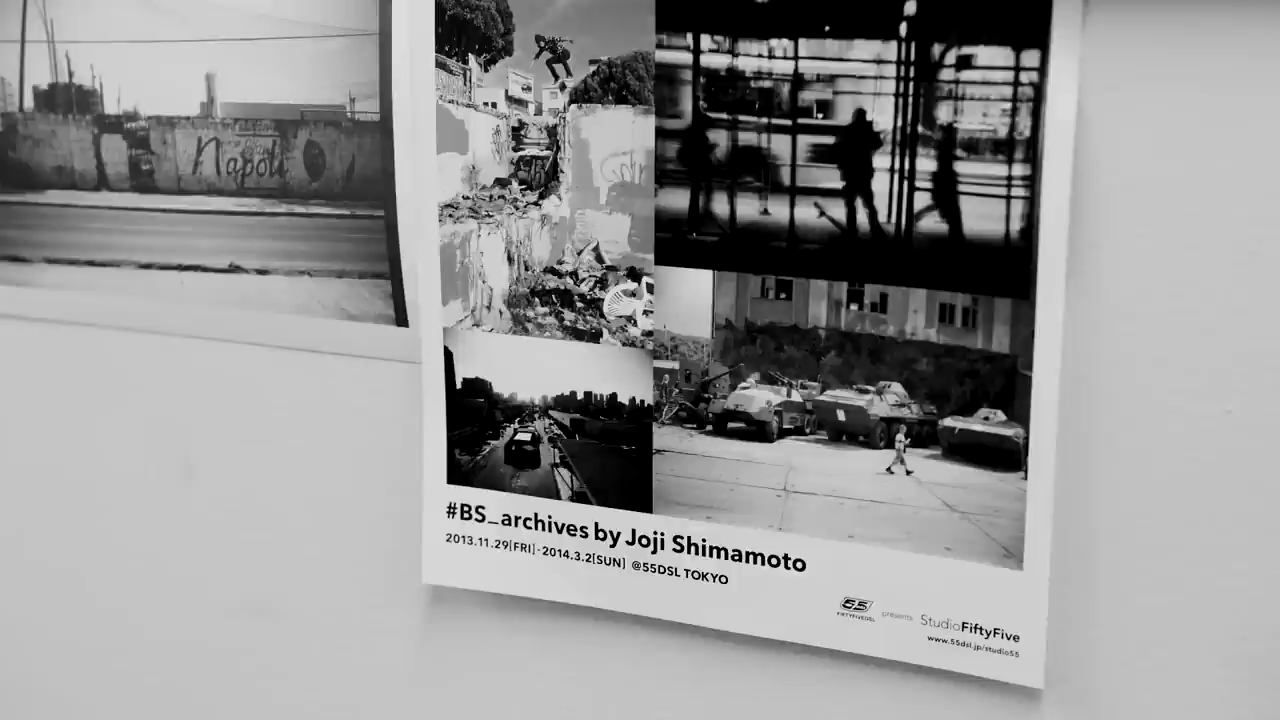 Napoli
#BS_archives by Joji Shimamoto
2013.11.29[FRI]-2014.3.2[SUN] @55DSL TOKYO
55
FIFTYFIVEDSL
presents StudioFiftyFive
www.55dsl.jp/studio55